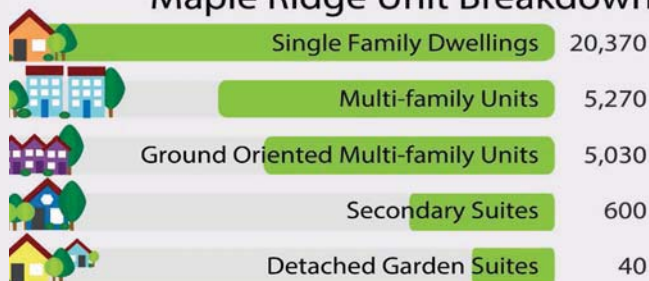 Maple Ridge Unit Breakdown
Single Family Dwellings 20,370
Multi-family Units 5,270
Ground Oriented Multi-family Units 5,030
Secondary Suites 600
Detached Garden Suites 40